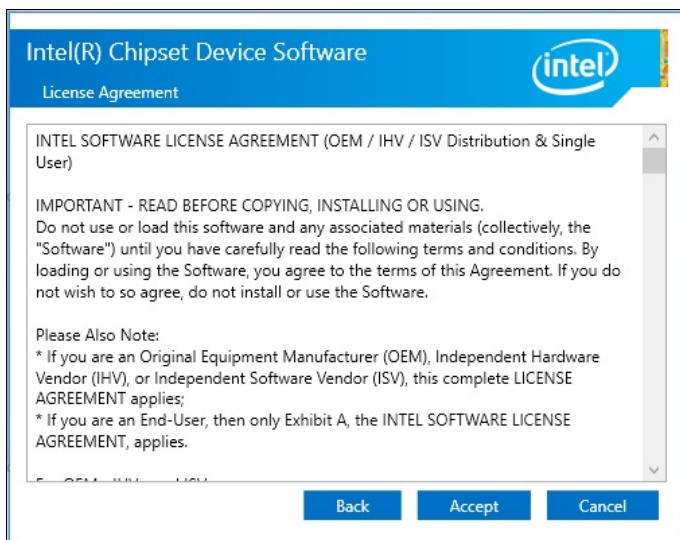 Intel(R) Chipset Device Software
intel
License Agreement
INTEL SOFTWARE LICENSE AGREEMENT (OEM / IHV / ISV Distribution & Single
User)
IMPORTANT - READ BEFORE COPYING, INSTALLING OR USING.
Do not use or load this software and any associated materials (collectively, the
"Software") until you have carefully read the following terms and conditions. By
loading or using the Software, you agree to the terms of this Agreement. If you do
not wish to so agree, do not install or use the Software.
Please Also Note:
* If you are an Original Equipment Manufacturer (OEM), Independent Hardware
Vendor (IHV), or Independent Software Vendor (ISV), this complete LICENSE
AGREEMENT applies;
* If you are an End-User, then only Exhibit A, the INTEL SOFTWARE LICENSE
AGREEMENT, applies.
Back Accept Cancel